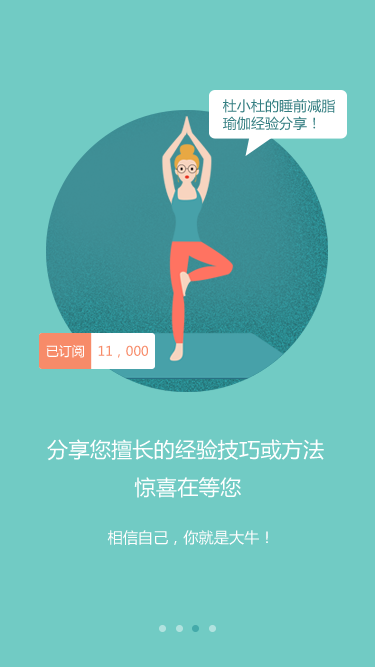 杜小杜的睡前减脂
瑜伽经验分享！
已订阅 11，000
分享您擅长的经验技巧或方法
惊喜在等您
相信自己，你就是大牛！